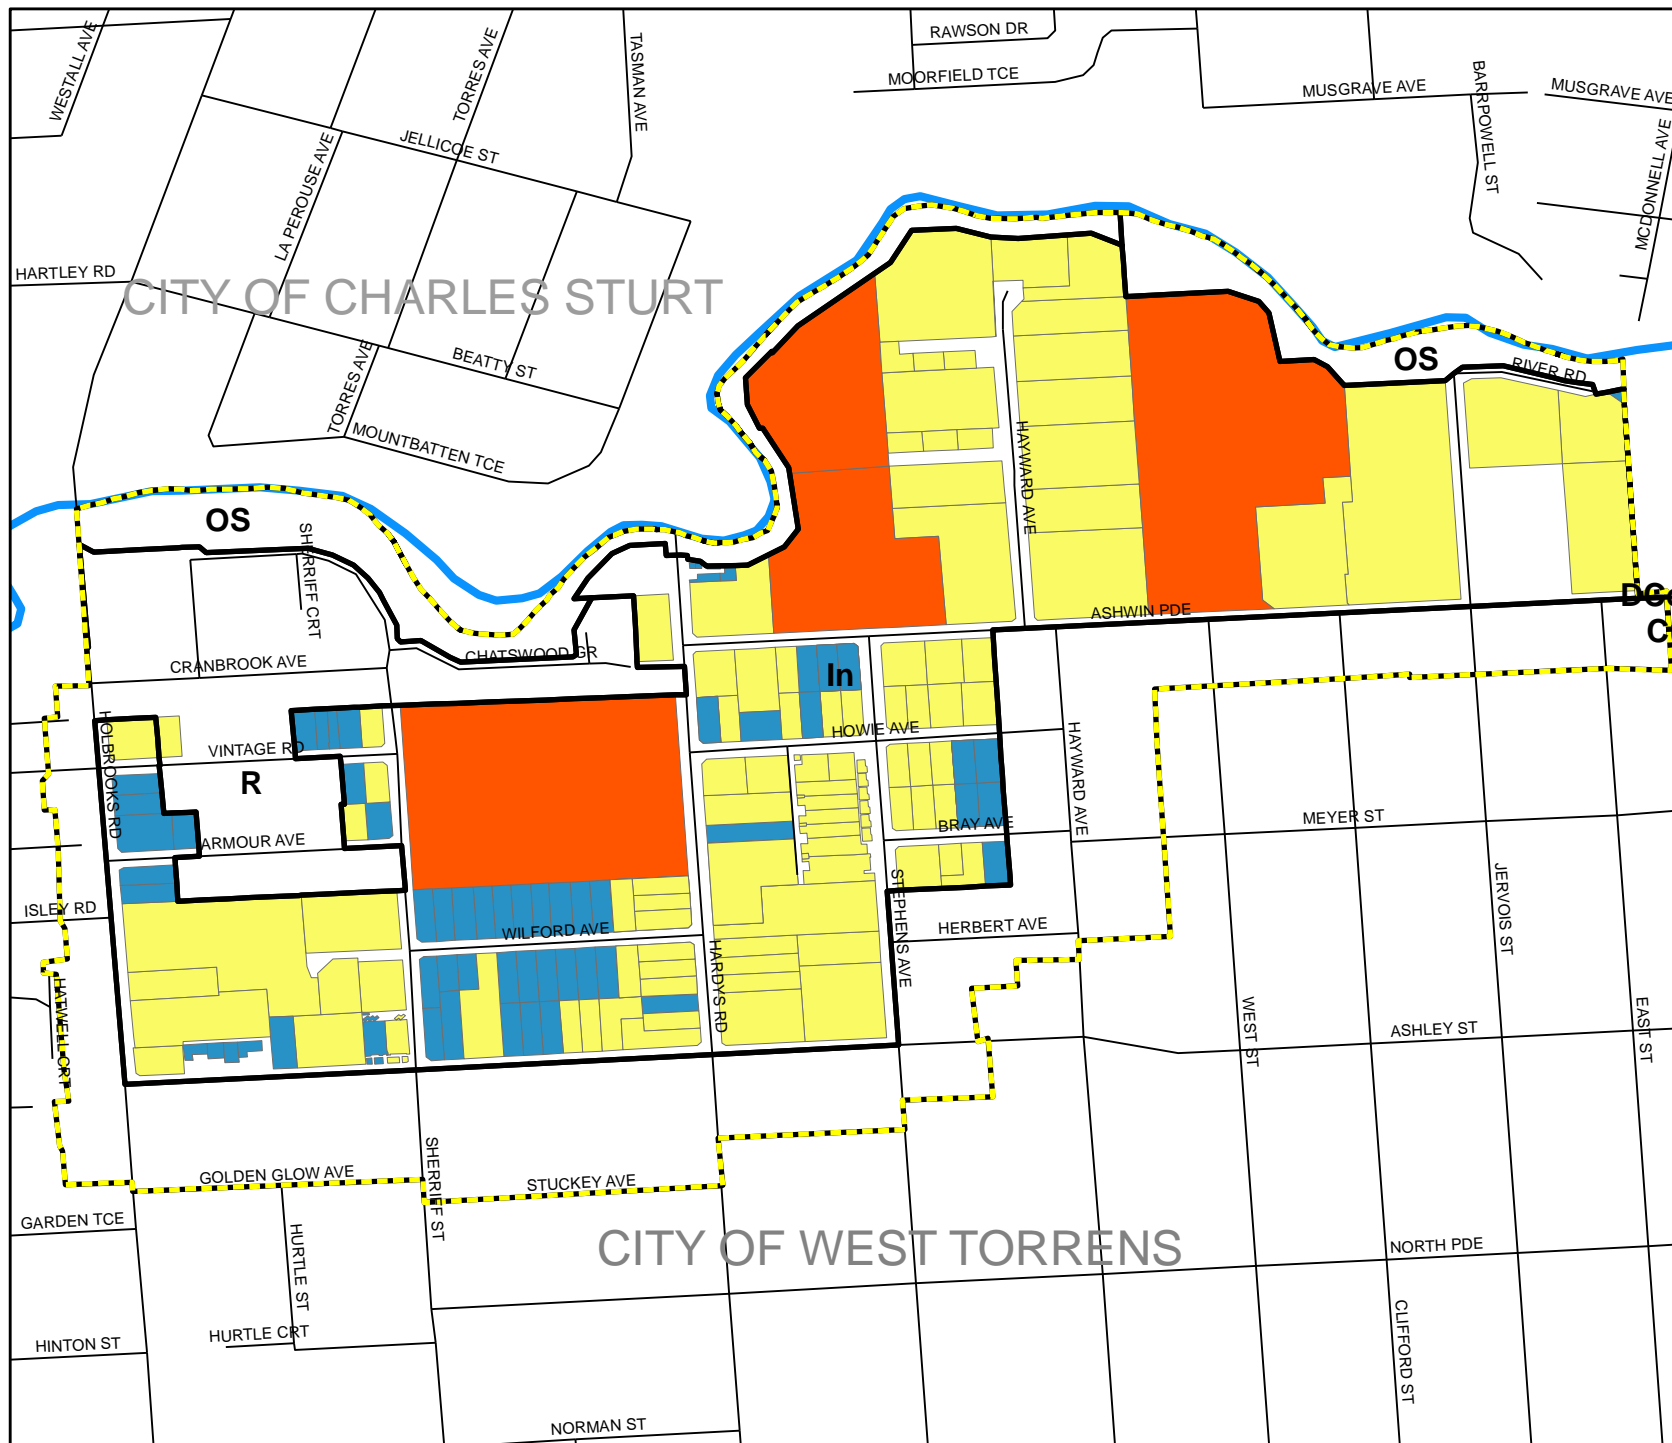 WESTALL AVE
TORRES AVE
TASMAN AVE
RAWSON DR
MOORFIELD TCE
MUSGRAVE AVE
BARRPOWELL ST
MUSGRAVE AVE
MCDONNELL AVE
JELLICOE ST
LA PEROUSE AVE
HARTLEY RD
CITY OF CHARLES STURT
BEATTY ST
TORRES AVE
MOUNTBATTEN TCE
OS
RIVER RD
HAYWARD AVE
OS
SHERRIFF CRT
ASHWIN PDE
C
CRANBROOK AVE
CHATSWOOD GR
In
HOWIE AVE
HOLBROOKS RD
VINTAGE RD
R
HAYWARD AVE
ARMOUR AVE
BRAY AVE
MEYER ST
ISLEY RD
WILFORD AVE
STEPHENS AVE
HERBERT AVE
JERVOIS ST
HATWELL CRT
HARDYS RD
WEST ST
ASHLEY ST
EAST ST
SHERRIFF ST
GOLDEN GLOW AVE
STUCKEY AVE
GARDEN TCE
HURTLE ST
CITY OF WEST TORRENS
NORTH PDE
HINTON ST
HURTLE CRT
CLIFFORD ST
NORMAN ST